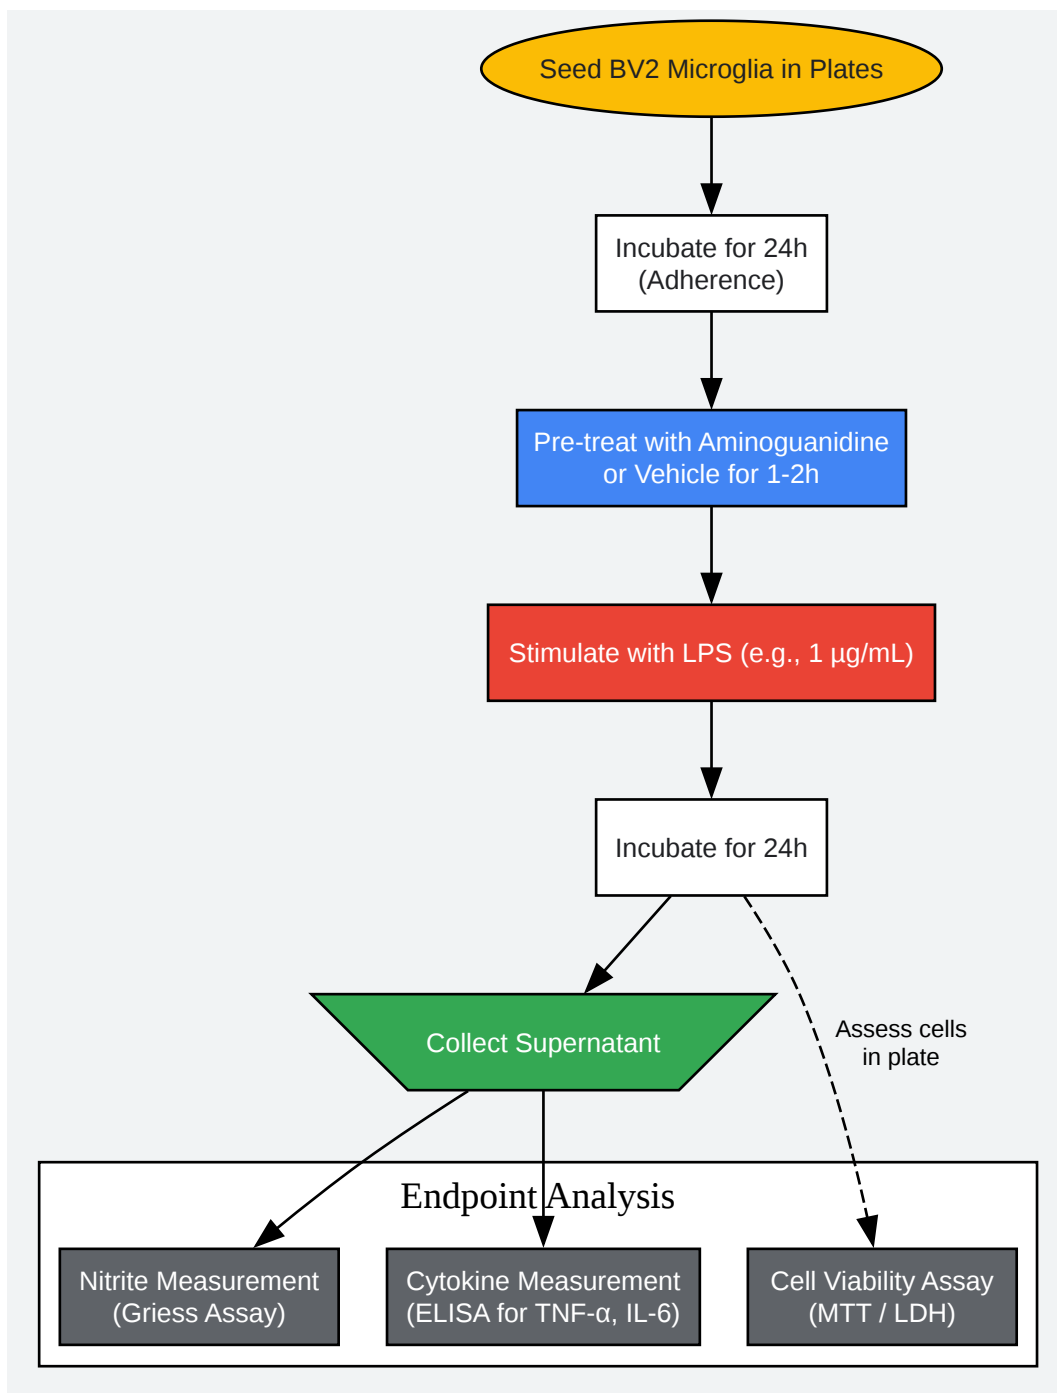 Seed BV2 Microglia in Plates
Incubate for 24h
(Adherence)
Pre-treat with Aminoguanidine
or Vehicle for 1-2h
Stimulate with LPS (e.g., 1 µg/mL)
Incubate for 24h
Collect Supernatant
Assess cells
in plate
Endpoint Analysis
Nitrite Measurement
(Griess Assay)
Cytokine Measurement
(ELISA for TNF-α, IL-6)
Cell Viability Assay
(MTT / LDH)